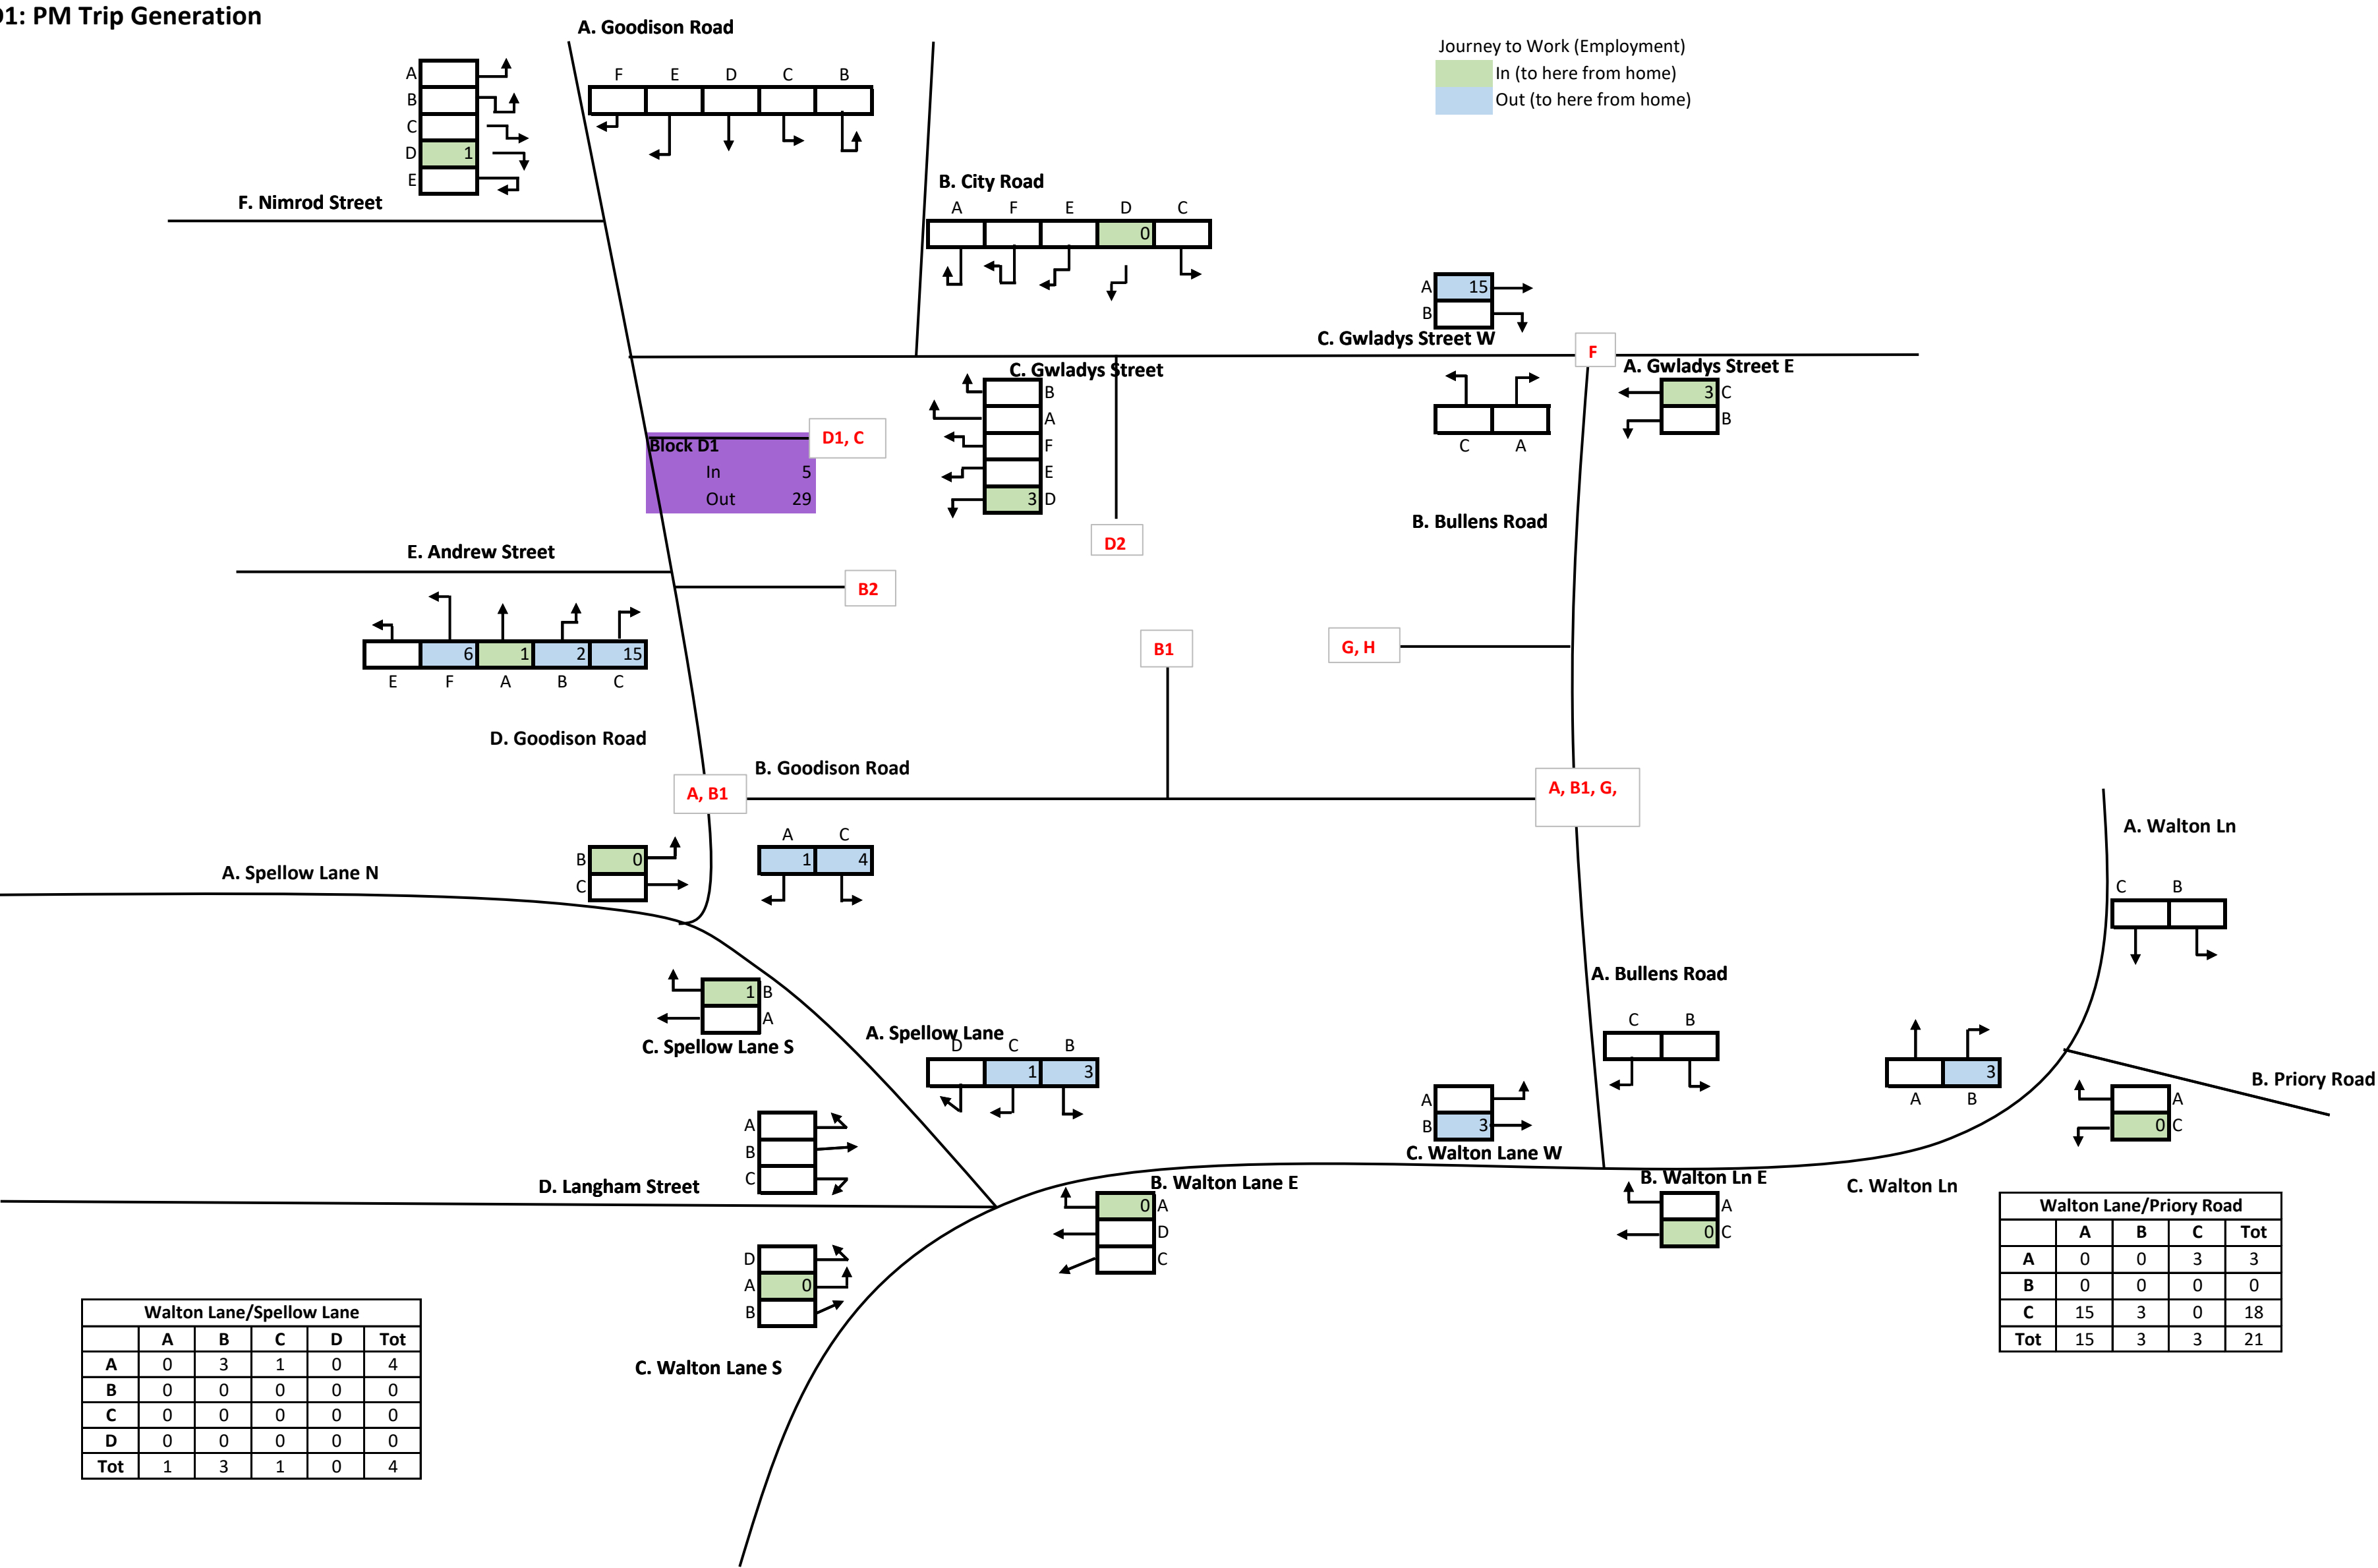 D1: PM Trip Generation
A. Goodison Road
Journey to Work (Employment)
In (to here from home)
Out (to here from home)
A
B
C
D 1
E
F E D C B
F. Nimrod Street
B. City Road
A F E D C
0
A 15
B
C. Gwladys Street W
F
A. Gwladys Street E
C. Gwladys Street
B
A
F
E
3 D
C A
3 C
B
Block D1
In 5
Out 29
D1, C
B. Bullens Road
D2
E. Andrew Street
B2
6 1 2 15
E F A B C
B1
G, H
D. Goodison Road
B. Goodison Road
A, B1
A, B1, G,
A. Walton Ln
A. Spellow Lane N
B 0
C
A C
1 4
C B
A. Bullens Road
1 B
A
C. Spellow Lane S
A. Spellow Lane
D C B
1 3
C B
A
B 3
C. Walton Lane W
3
A B
B. Priory Road
A
0 C
A
B
C
D. Langham Street
B. Walton Lane E
0 A
D
C
B. Walton Ln E
A
0 C
C. Walton Ln
D
A 0
B
C. Walton Lane S
Walton Lane/Priory Road
A B C Tot
A 0 0 3 3
B 0 0 0 0
C 15 3 0 18
Tot 15 3 3 21
Walton Lane/Spellow Lane
A B C D Tot
A 0 3 1 0 4
B 0 0 0 0 0
C 0 0 0 0 0
D 0 0 0 0 0
Tot 1 3 1 0 4